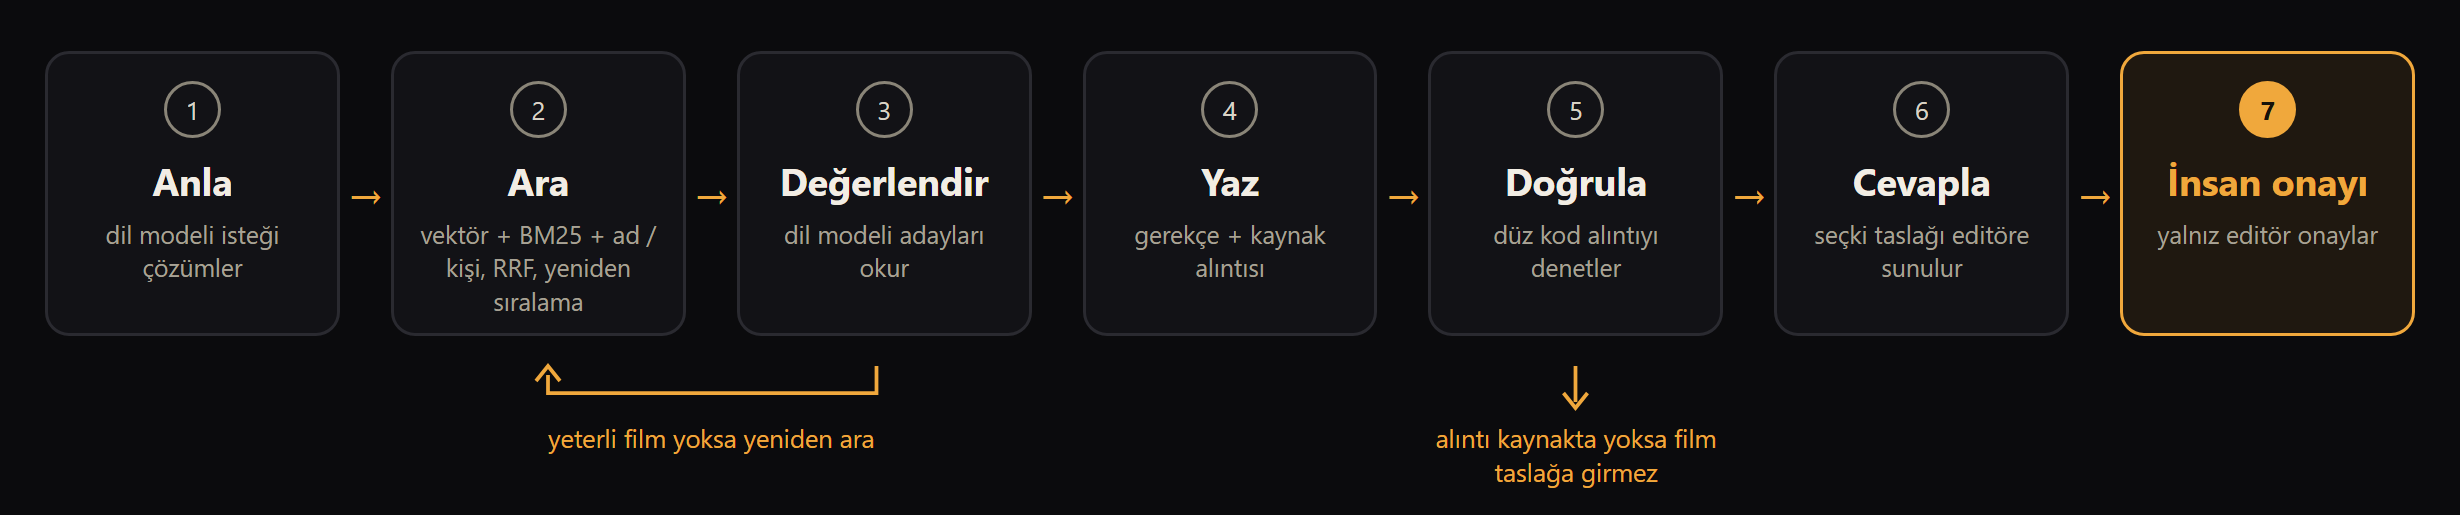 1
Anla
dil modeli isteği
çözümler
→
2
Ara
vektör + BM25 + ad /
kişi, RRF, yeniden
sıralama
→
3
Değerlendir
dil modeli adayları
okur
→
4
Yaz
gerekçe + kaynak
alıntısı
→
5
Doğrula
düz kod alıntıyı
denetler
→
6
Cevapla
seçki taslağı editöre
sunulur
→
7
İnsan onayı
yalnız editör onaylar
yeterli film yoksa yeniden ara
alıntı kaynakta yoksa film
taslağa girmez